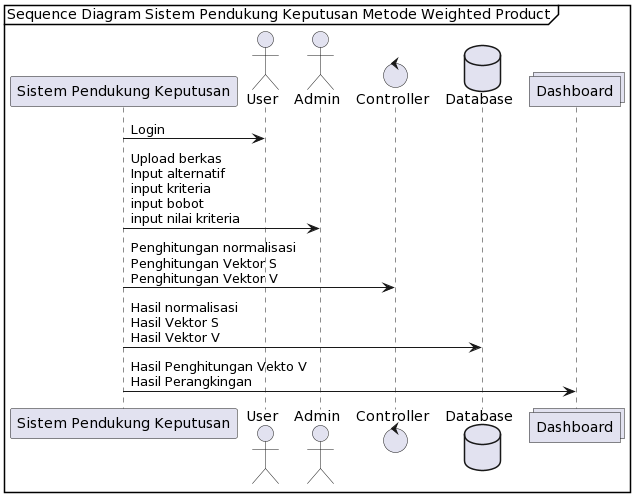 Sequence Diagram Sistem Pendukung Keputusan Metode Weighted Product
Sistem Pendukung Keputusan
User
Admin
Controller
Database
Dashboard
Login
Upload berkas
Input alternatif
input kriteria
input bobot
input nilai kriteria
Penghitungan normalisasi
Penghitungan Vektor S
Penghitungan Vektor V
Hasil normalisasi
Hasil Vektor S
Hasil Vektor V
Hasil Penghitungan Vekto V
Hasil Perangkingan
Sistem Pendukung Keputusan
User
Admin
Controller
Database
Dashboard